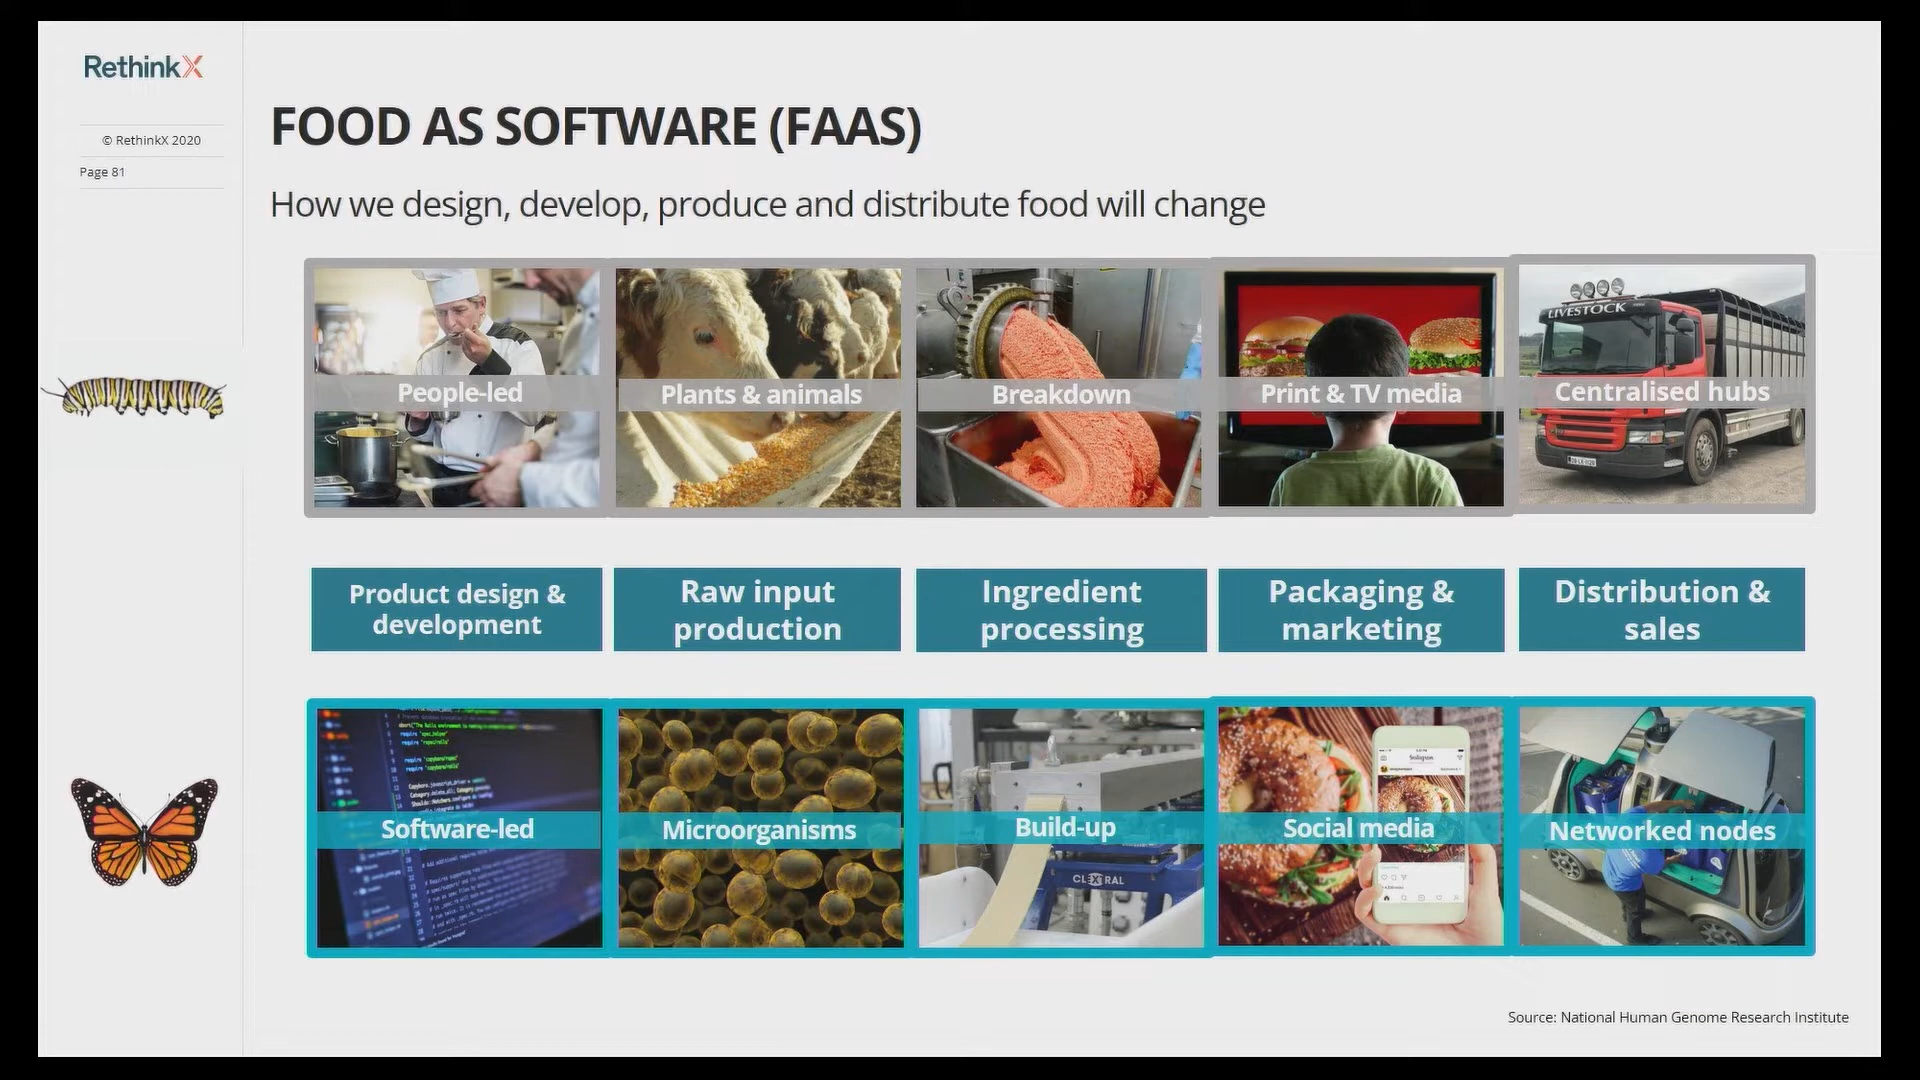 RethinkX
© RethinkX 2020
Page 81
FOOD AS SOFTWARE (FAAS)
How we design, develop, produce and distribute food will change
People-led
Plants & animals
Breakdown
Print & TV media
LIVESTOCK
Centralised hubs
Product design &
development
Raw input
production
Ingredient
processing
Packaging &
marketing
Distribution &
sales
Software-led
Microorganisms
Build-up
CLEXTRAL
Instagram
Social media
Networked nodes
Source: National Human Genome Research Institute